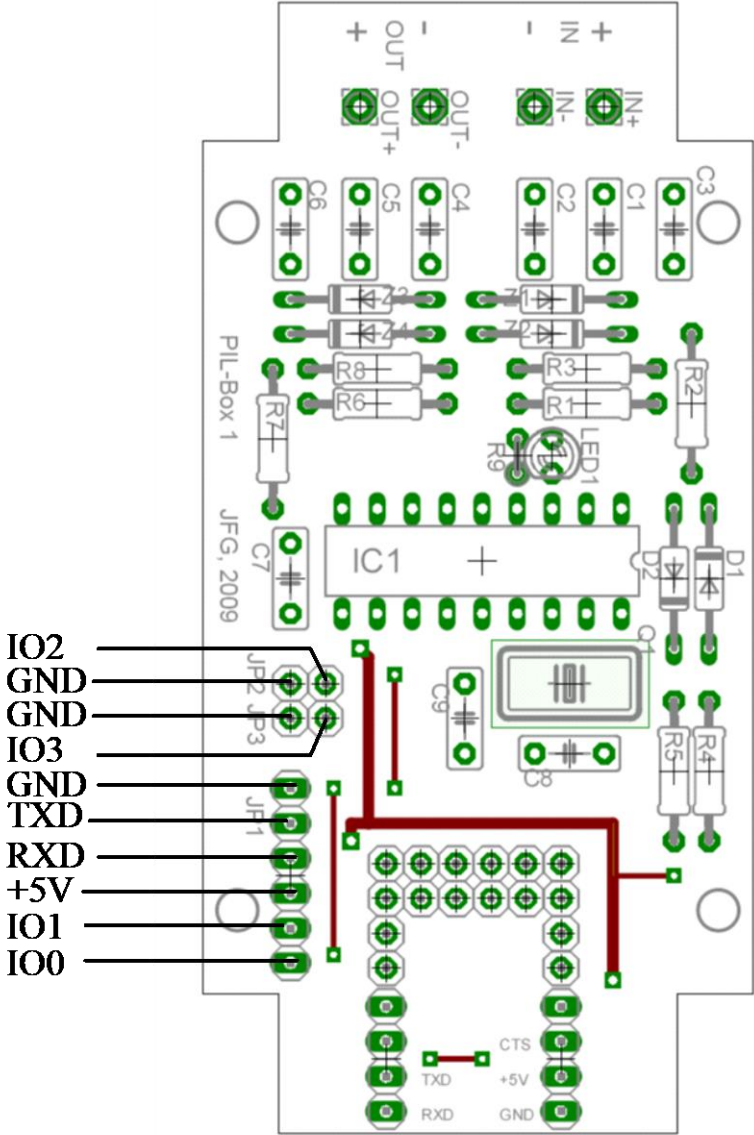 + OUT - - IN +
OUT+ OUT- IN- IN+
C6 C5 C4 C2 C1 C3
Z3 Z1
Z4 Z2
R8 R3
R7 R6 R1 R2
PIL-Box 1
R9 LED1
JFG, 2009
C7 IC1 D2 D1
IO2
GND
JP2
Q1
GND
JP3
C9
IO3
R5 R4
C8
GND
JP1
TXD
RXD
+5V
IO1
IO0
CTS
TXD +5V
RXD GND